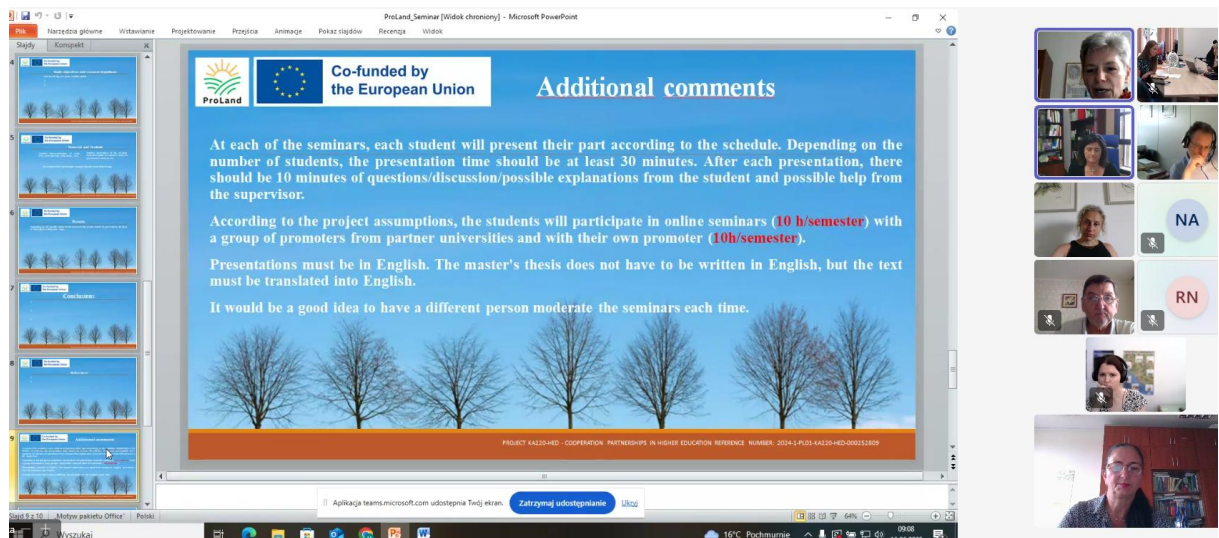 ProLand_Seminar [Widok chroniony] - Microsoft PowerPoint
Plik Narzędzia główne Wstawianie Projektowanie Przejścia Animacje Pokaz slajdów Recenzja Widok
Slajdy Konspekt
4
5
6
7
Conclusions
8
9
Additional comments
ProLand
Co-funded by
the European Union
Additional comments
At each of the seminars, each student will present their part according to the schedule. Depending on the
number of students, the presentation time should be at least 30 minutes. After each presentation, there
should be 10 minutes of questions/discussion/possible explanations from the student and possible help from
the supervisor.
According to the project assumptions, the students will participate in online seminars (10 h/semester) with
a group of promoters from partner universities and with their own promoter (10h/semester).
Presentations must be in English. The master's thesis does not have to be written in English, but the text
must be translated into English.
It would be a good idea to have a different person moderate the seminars each time.
PROJECT KA220-HED - COOPERATION PARTNERSHIPS IN HIGHER EDUCATION REFERENCE NUMBER: 2024-1-PL01-KA220-HED-000252809
NA
RN
Aplikacja teams.microsoft.com udostępnia Twój ekran. Zatrzymaj udostępnianie Ukryj
Slajd 9 z 10 Motyw pakietu Office" Polski
64%
Wyszukaj
16°C Pochmurnie
09:08